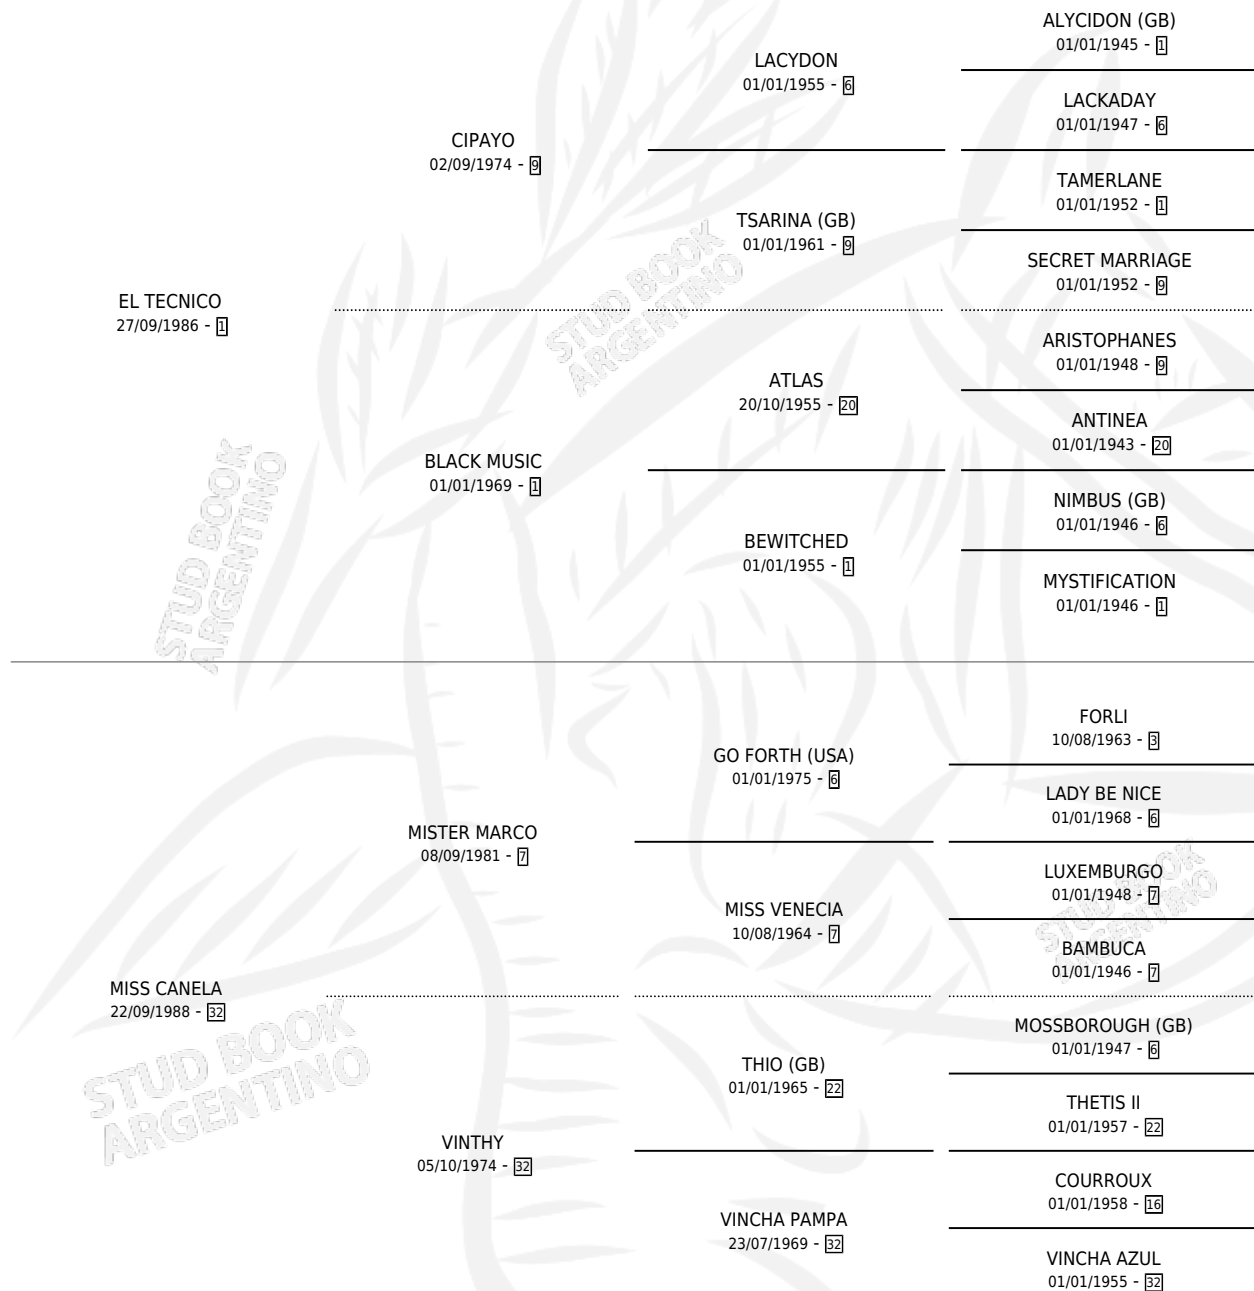 ALYCIDON (GB)
01/01/1945 - 1
LACYDON
01/01/1955 - 6
LACKADAY
01/01/1947 - 6
CIPAYO
02/09/1974 - 9
TAMERLANE
01/01/1952 - 1
TSARINA (GB)
01/01/1961 - 9
SECRET MARRIAGE
01/01/1952 - 9
EL TECNICO
27/09/1986 - 1
STUD BOOK
ARGENTINO
ARISTOPHANES
01/01/1948 - 9
ATLAS
20/10/1955 - 20
ANTINEA
01/01/1943 - 20
BLACK MUSIC
01/01/1969 - 1
NIMBUS (GB)
01/01/1946 - 6
BEWITCHED
01/01/1955 - 1
MYSTIFICATION
01/01/1946 - 1
STUD BOOK
ARGENTINO
FORLI
10/08/1963 - 3
GO FORTH (USA)
01/01/1975 - 6
LADY BE NICE
01/01/1968 - 6
MISTER MARCO
08/09/1981 - 7
LUXEMBURGO
01/01/1948 - 7
MISS VENECIA
10/08/1964 - 7
BAMBUCA
01/01/1946 - 7
STUD BOOK
ARGENTINO
MISS CANELA
22/09/1988 - 32
MOSSBOROUGH (GB)
01/01/1947 - 6
THIO (GB)
01/01/1965 - 22
THETIS II
01/01/1957 - 22
STUD BOOK
ARGENTINO
VINTHY
05/10/1974 - 32
COURROUX
01/01/1958 - 16
VINCHA PAMPA
23/07/1969 - 32
VINCHA AZUL
01/01/1955 - 32